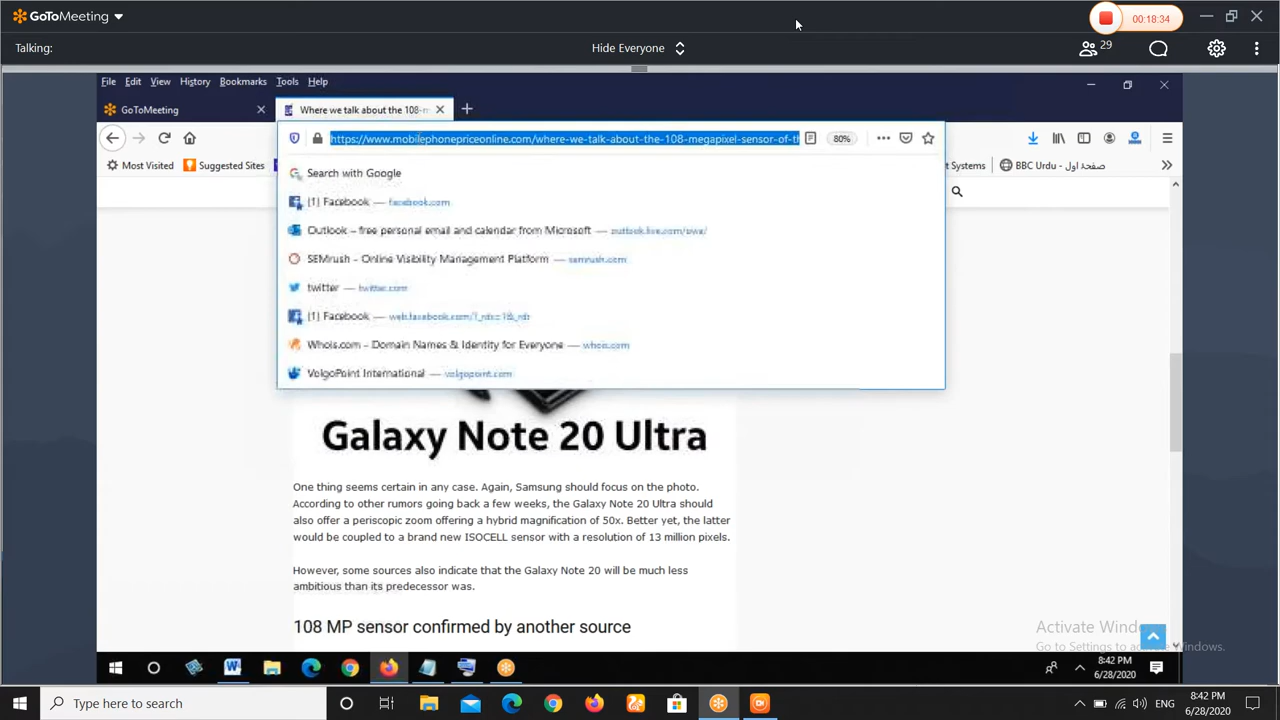 GoToMeeting
00:18:34
Talking:
Hide Everyone
29
File Edit View History Bookmarks Tools Help
GoToMeeting
Where we talk about the 108-m
https://www.mobilephonepriceonline.com/where-we-talk-about-the-108-megapixel-sensor-of-th
80%
Most Visited
Suggested Sites
t Systems
BBC Urdu - صفحۂ اول
Search with Google
(1) Facebook — facebook.com
Outlook – free personal email and calendar from Microsoft — outlook.live.com/owa/
SEMrush - Online Visibility Management Platform — semrush.com
twitter — twitter.com
(1) Facebook — web.facebook.com/?_rdc=1&_rdr
Whois.com - Domain Names & Identity for Everyone — whois.com
VolgoPoint International — volgopoint.com
Galaxy Note 20 Ultra
One thing seems certain in any case. Again, Samsung should focus on the photo.
According to other rumors going back a few weeks, the Galaxy Note 20 Ultra should
also offer a periscopic zoom offering a hybrid magnification of 50x. Better yet, the latter
would be coupled to a brand new ISOCELL sensor with a resolution of 13 million pixels.
However, some sources also indicate that the Galaxy Note 20 will be much less
ambitious than its predecessor was.
108 MP sensor confirmed by another source
Activate Windo
Go to Settings to activate Windows.
8:42 PM
6/28/2020
Type here to search
ENG
8:42 PM
6/28/2020